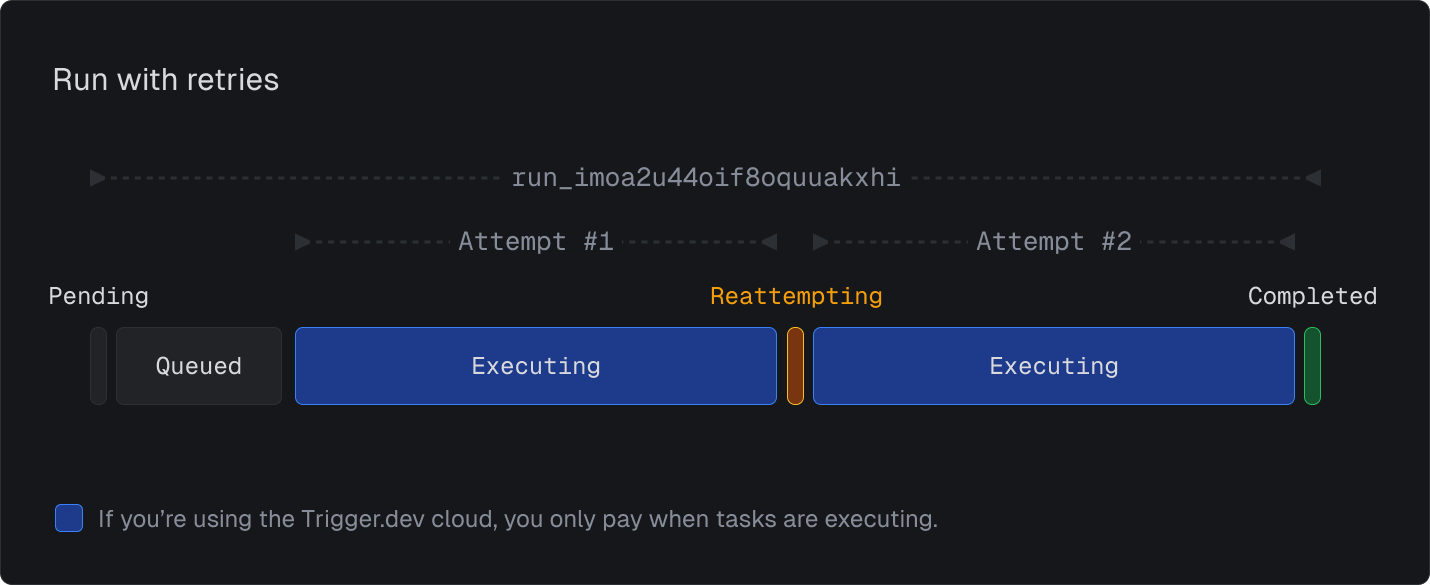 Run with retries
run_imoa2u44oif8oquuakxhi
Attempt #1 Attempt #2
Pending Reattempting Completed
Queued Executing Executing
If you’re using the Trigger.dev cloud, you only pay when tasks are executing.